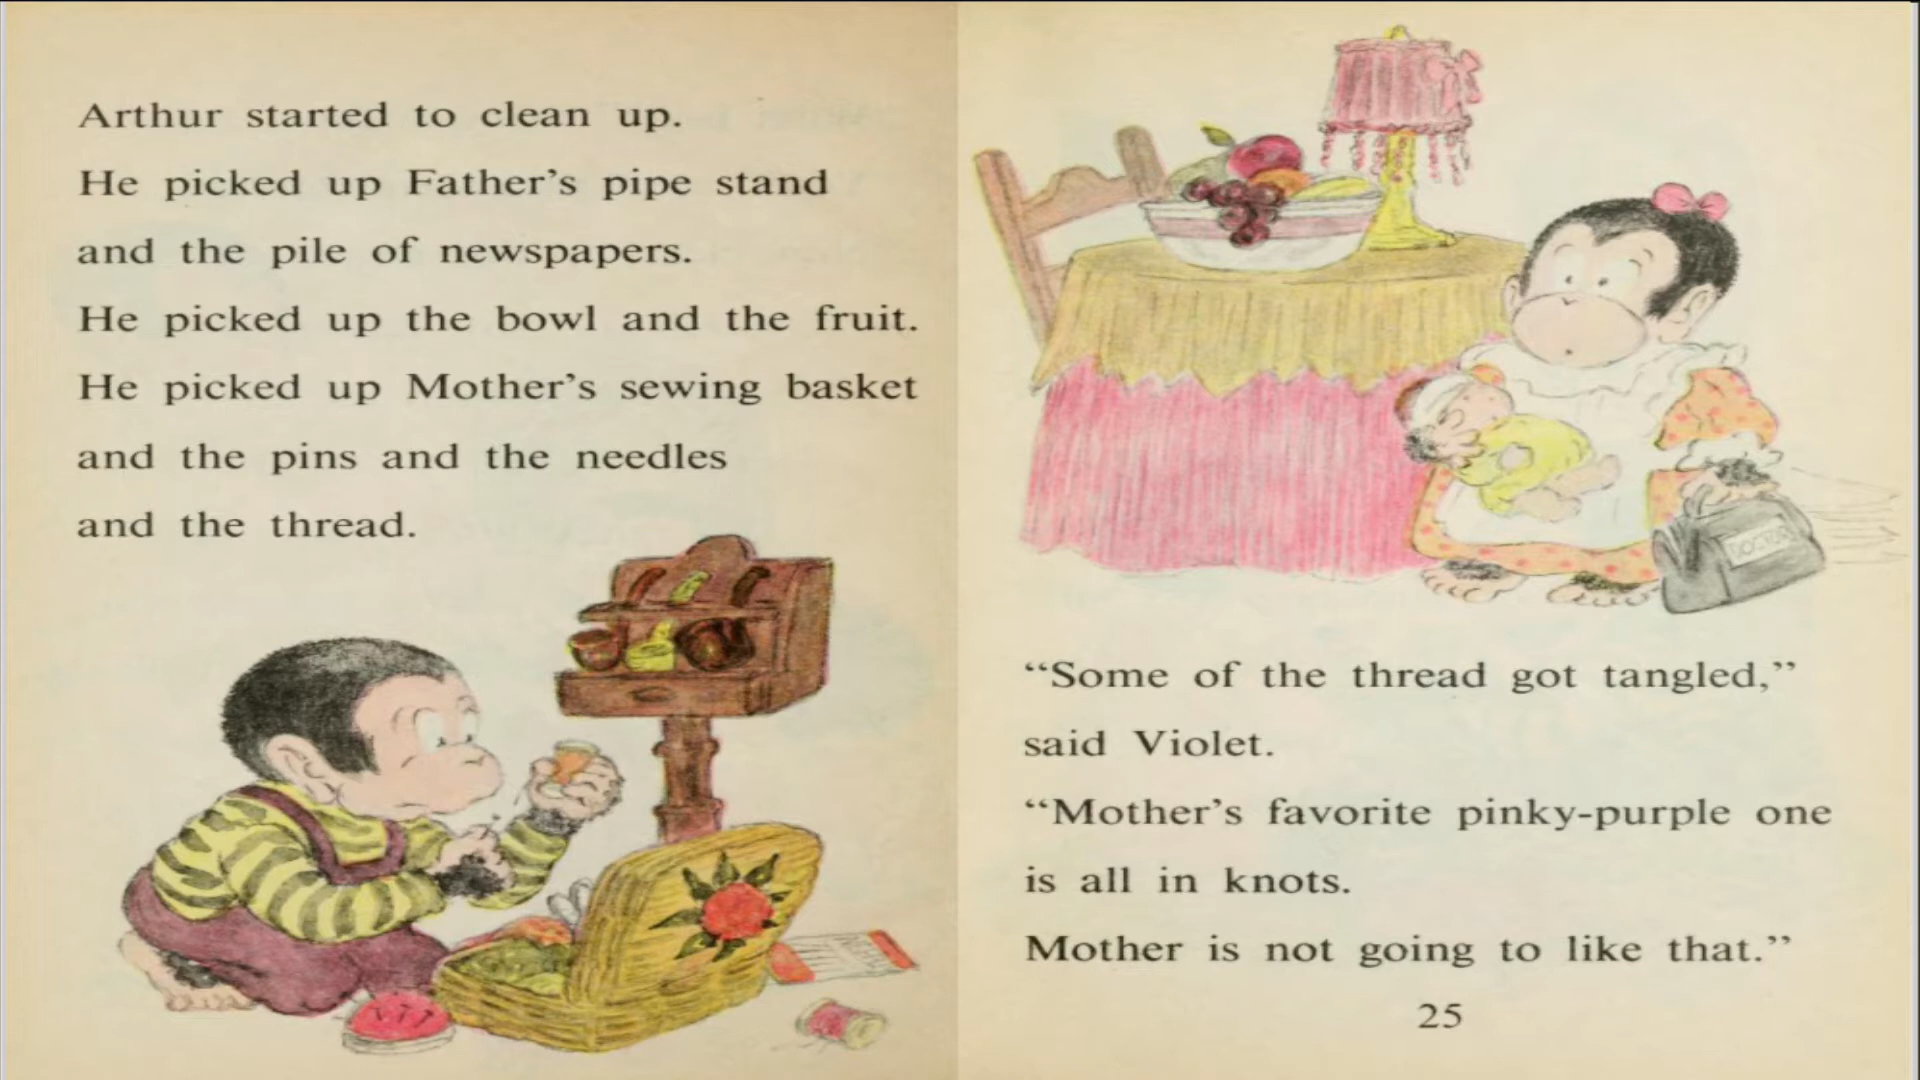 Arthur started to clean up.
He picked up Father's pipe stand
and the pile of newspapers.
He picked up the bowl and the fruit.
He picked up Mother's sewing basket
and the pins and the needles
and the thread.
DOCTOR
“Some of the thread got tangled,”
said Violet.
“Mother's favorite pinky-purple one
is all in knots.
Mother is not going to like that.”
25